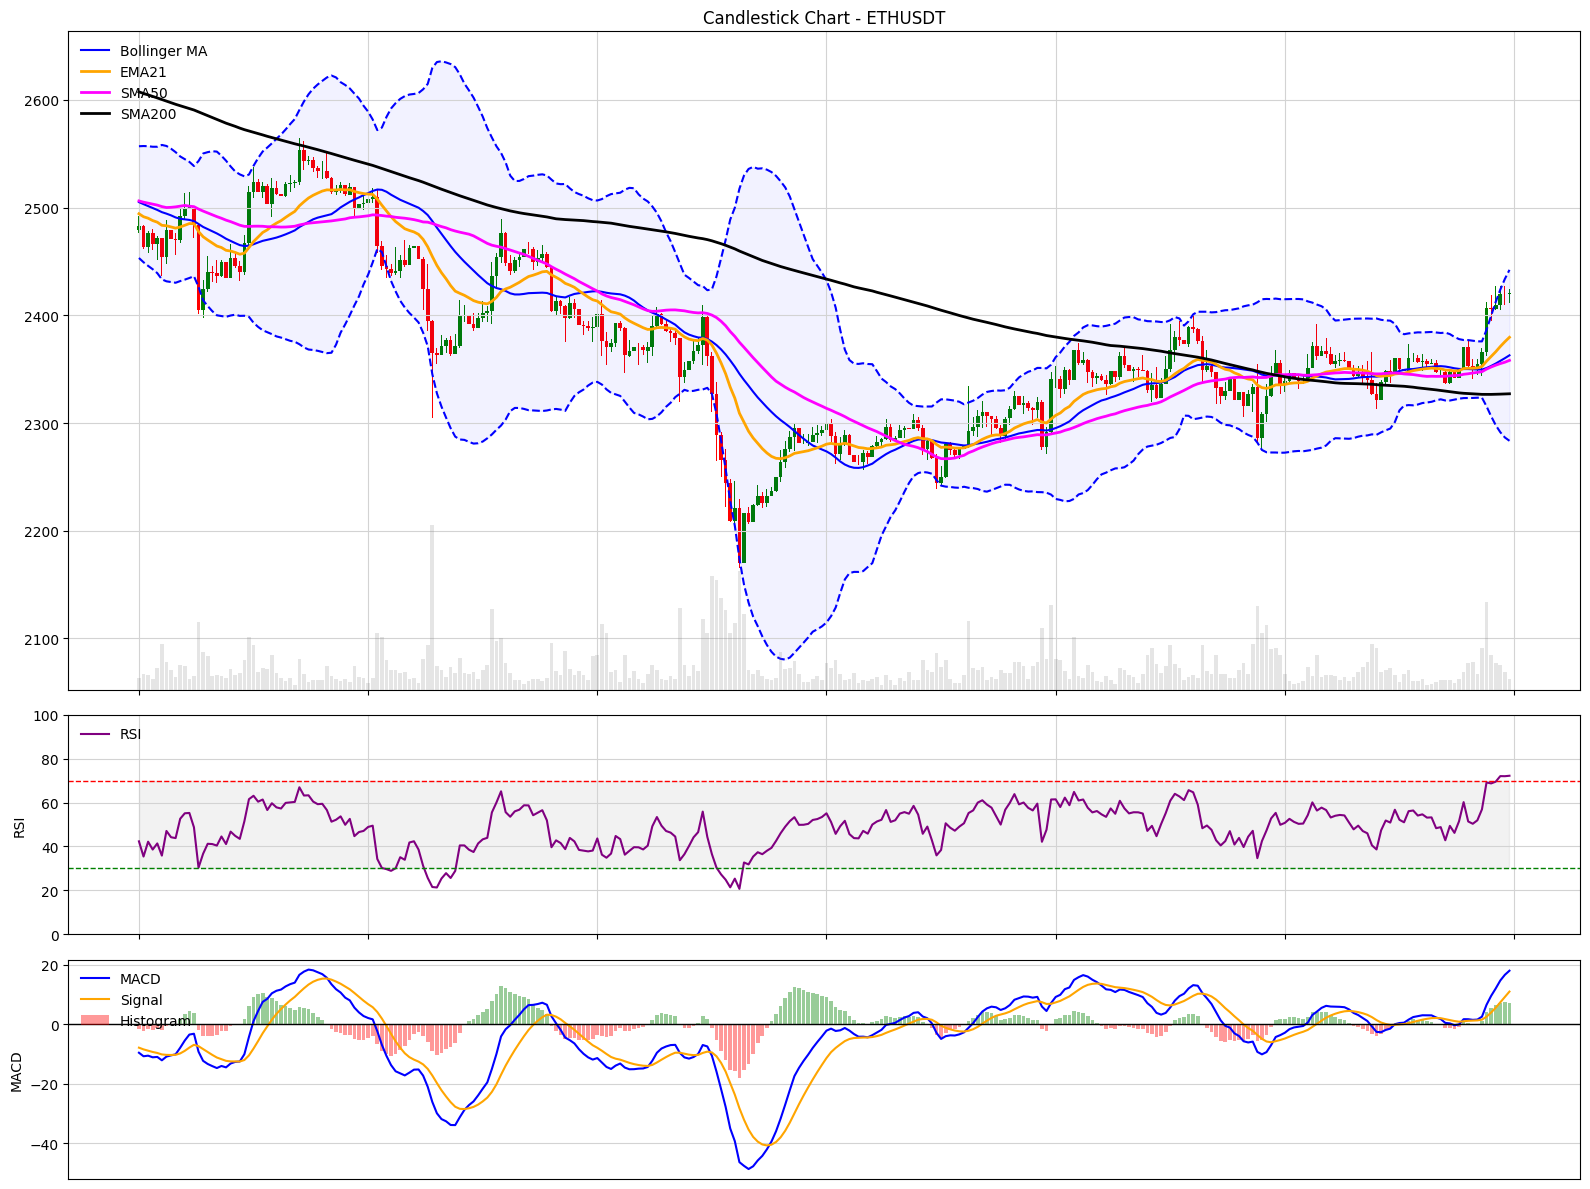 Candlestick Chart - ETHUSDT
Bollinger MA
EMA21
SMA50
SMA200
2600
2500
2400
2300
2200
2100
RSI
100
80
60
40
20
0
RSI
MACD
Signal
Histogram
20
0
−20
−40
MACD